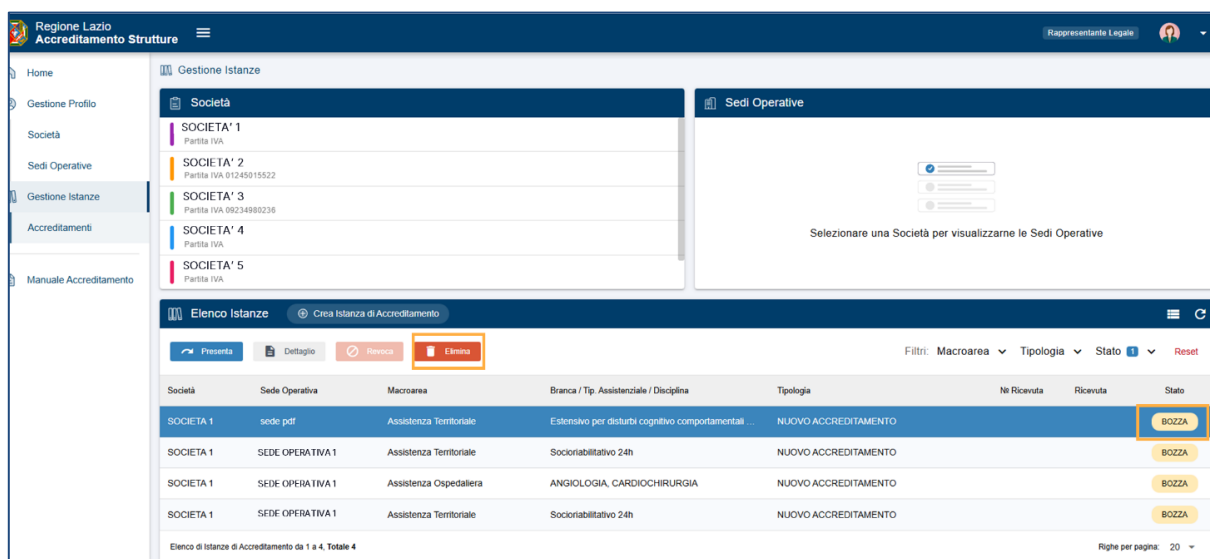 Regione Lazio
Accreditamento Strutture
Rappresentante Legale
Home
Gestione Profilo
Società
Sedi Operative
Gestione Istanze
Accreditamenti
Manuale Accreditamento
Gestione Istanze
Società
SOCIETA' 1
Partita IVA
SOCIETA' 2
Partita IVA 01245015522
SOCIETA' 3
Partita IVA 09234980236
SOCIETA' 4
Partita IVA
SOCIETA' 5
Partita IVA
Sedi Operative
Selezionare una Società per visualizzarne le Sedi Operative
Elenco Istanze Crea Istanza di Accreditamento
Presenta Dettaglio Revoca Elimina Filtri: Macroarea Tipologia Stato 1 Reset
Società Sede Operativa Macroarea Branca / Tip. Assistenziale / Disciplina Tipologia Nº Ricevuta Ricevuta Stato
SOCIETA 1 sede pdf Assistenza Territoriale Estensivo per disturbi cognitivo comportamentali ... NUOVO ACCREDITAMENTO BOZZA
SOCIETA 1 SEDE OPERATIVA 1 Assistenza Territoriale Socioriabilitativo 24h NUOVO ACCREDITAMENTO BOZZA
SOCIETA 1 SEDE OPERATIVA 1 Assistenza Ospedaliera ANGIOLOGIA, CARDIOCHIRURGIA NUOVO ACCREDITAMENTO BOZZA
SOCIETA 1 SEDE OPERATIVA 1 Assistenza Territoriale Socioriabilitativo 24h NUOVO ACCREDITAMENTO BOZZA
Elenco di Istanze di Accreditamento da 1 a 4, Totale 4 Righe per pagina: 20